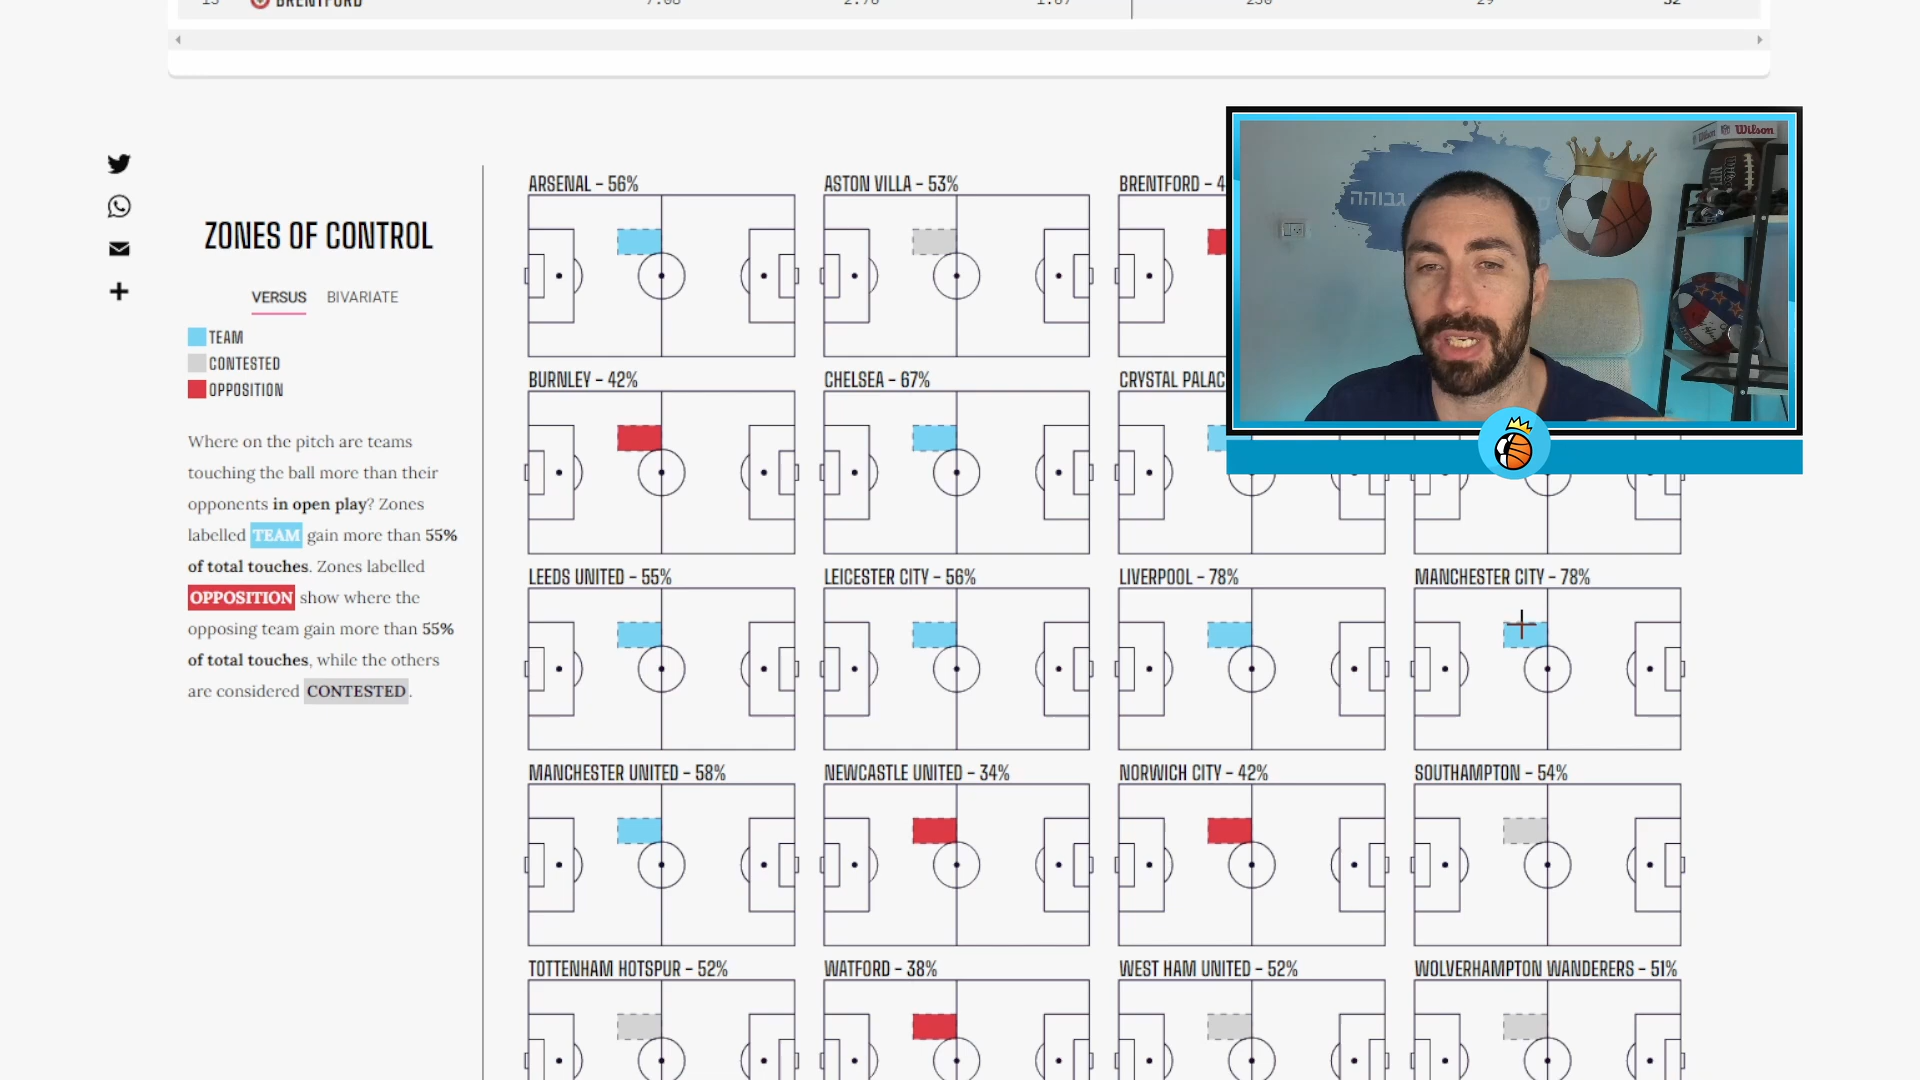 BRENTFORD
ZONES OF CONTROL
VERSUS BIVARIATE
TEAM
CONTESTED
OPPOSITION
Where on the pitch are teams
touching the ball more than their
opponents in open play? Zones
labelled TEAM gain more than 55%
of total touches. Zones labelled
OPPOSITION show where the
opposing team gain more than 55%
of total touches, while the others
are considered CONTESTED.
ARSENAL – 56% ASTON VILLA – 53% BRENTFORD – 4
BURNLEY – 42% CHELSEA – 67% CRYSTAL PALAC
LEEDS UNITED – 55% LEICESTER CITY – 56% LIVERPOOL – 78% MANCHESTER CITY – 78%
MANCHESTER UNITED – 58% NEWCASTLE UNITED – 34% NORWICH CITY – 42% SOUTHAMPTON – 54%
TOTTENHAM HOTSPUR – 52% WATFORD – 38% WEST HAM UNITED – 52% WOLVERHAMPTON WANDERERS – 51%
גבוהה
Wilson